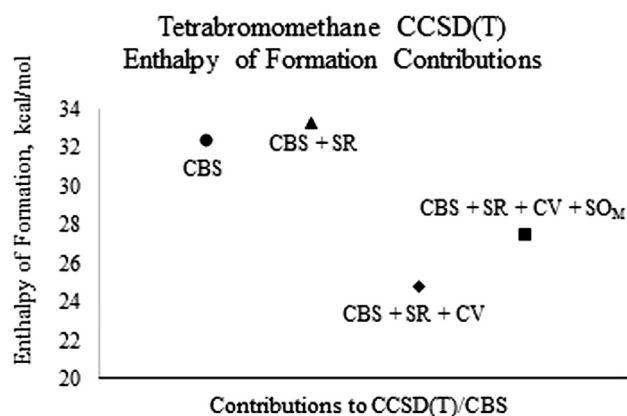 Tetrabromomethane CCSD(T)
Enthalpy of Formation Contributions
Enthalpy of Formation, kcal/mol
34
32
30
28
26
24
22
20
CBS
CBS + SR
CBS + SR + CV + SOM
CBS + SR + CV
Contributions to CCSD(T)/CBS